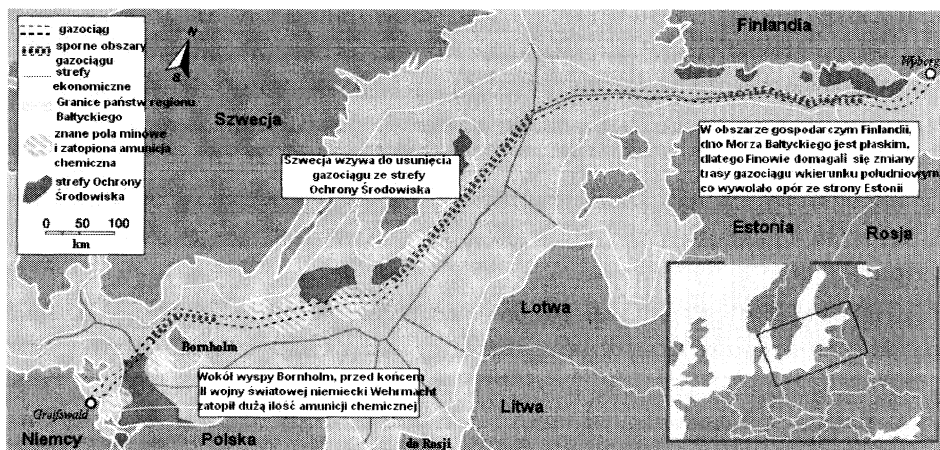 gazociąg
sporne obszary
gazociągu
strefy
ekonomiczne
Granice państw regionu
Bałtyckiego
znane pola minowe
i zatopiona amunicja
chemiczna
strefy Ochrony
Środowiska
0 50 100
km
N
S
Finlandia
Wyborg
Szwecja
Szwecja wzywa do usunięcia
gazociągu ze strefy
Ochrony Środowiska
W obszarze gospodarczym Finlandii,
dno Morza Bałtyckiego jest płaskim,
dlatego Finowie domagali się zmiany
trasy gazociągu wkierunku południowym
co wywołało opór ze strony Estonii
Estonia
Rosja
Lotwa
Bornholm
Wokół wyspy Bornholm, przed końcem
II wojny światowej niemiecki Wehrmacht
zatopił dużą ilość amunicji chemicznej
Litwa
Graifswald
Niemcy
Polska
do Rosji